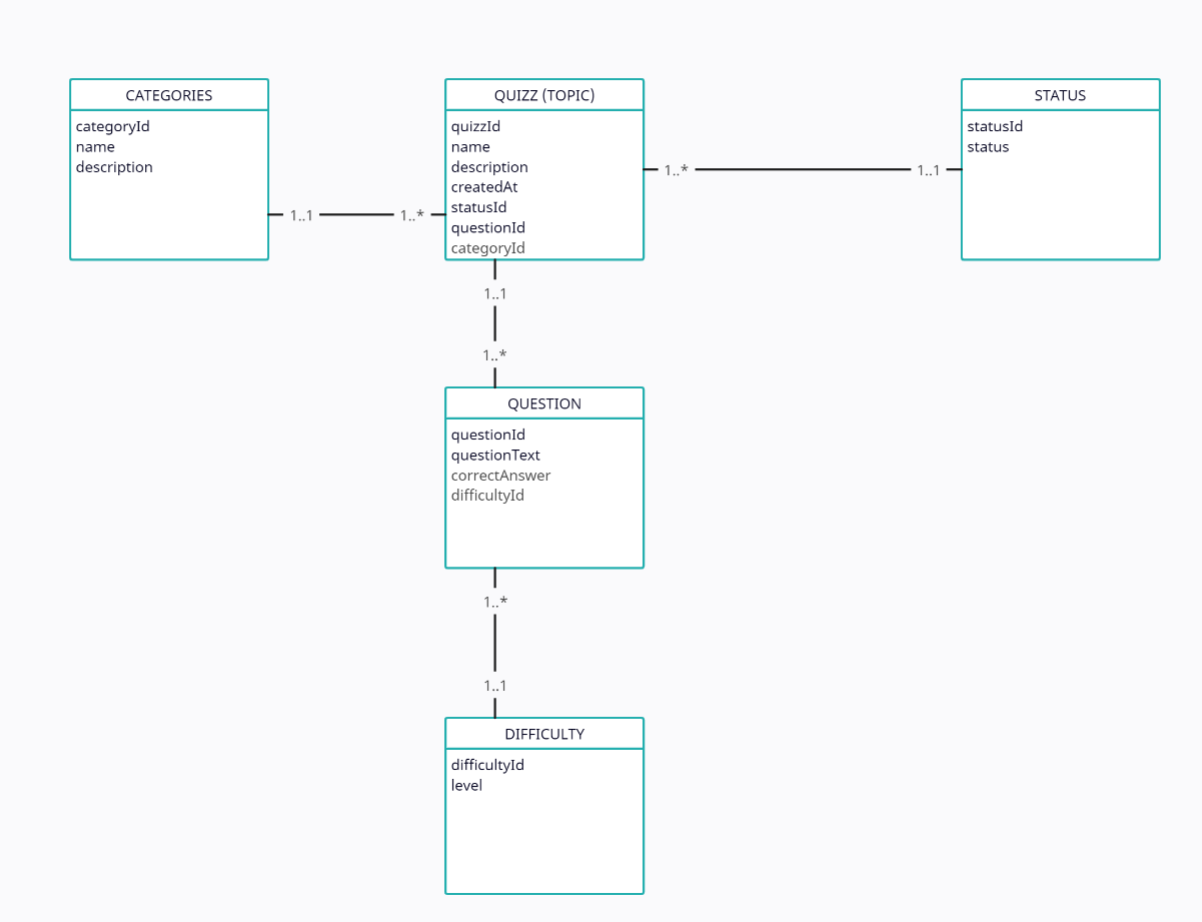 CATEGORIES
categoryId
name
description
1..1
1..*
QUIZZ (TOPIC)
quizzId
name
description
createdAt
statusId
questionId
categoryId
1..*
1..1
STATUS
statusId
status
1..1
1..*
QUESTION
questionId
questionText
correctAnswer
difficultyId
1..*
1..1
DIFFICULTY
difficultyId
level